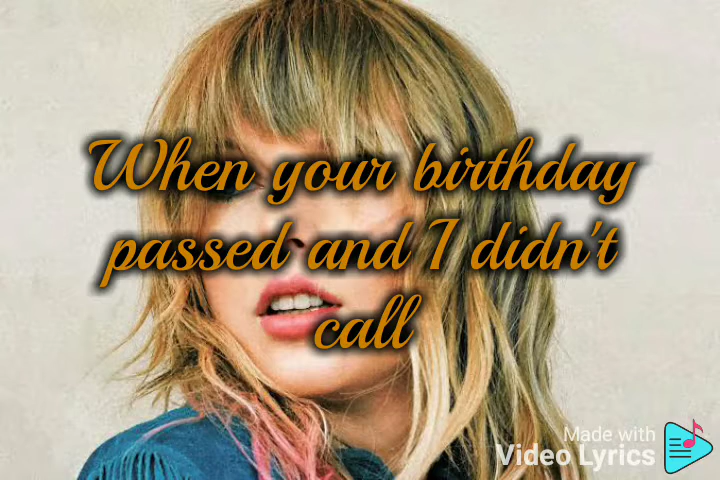 When your birthday
passed and I didn't
call
Made with
Video Lyrics